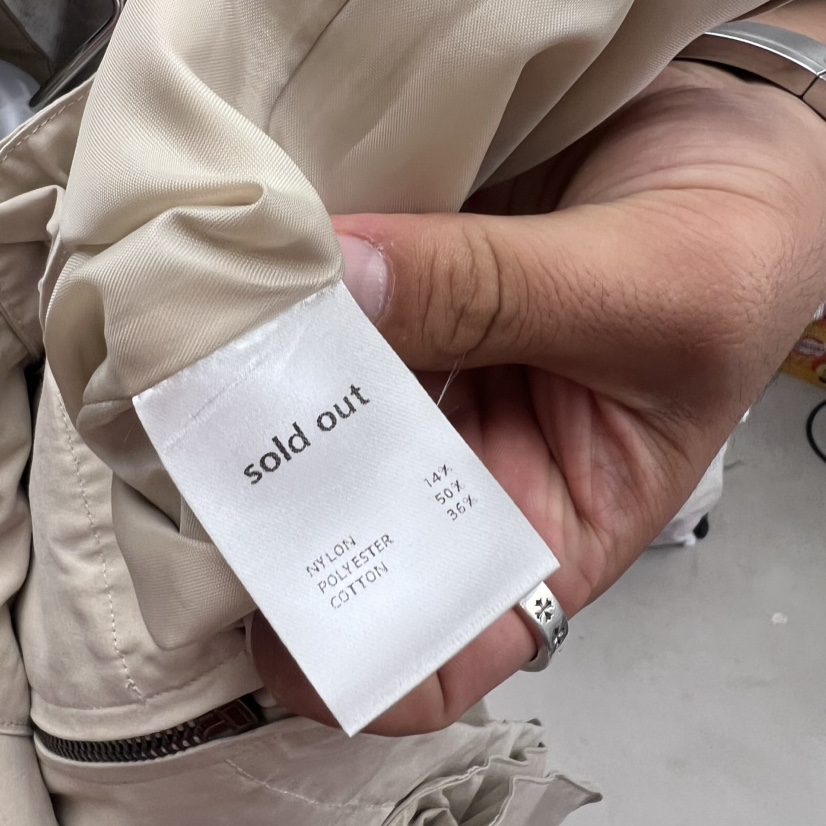 sold out
NYLON 14%
POLYESTER 50%
COTTON 36%